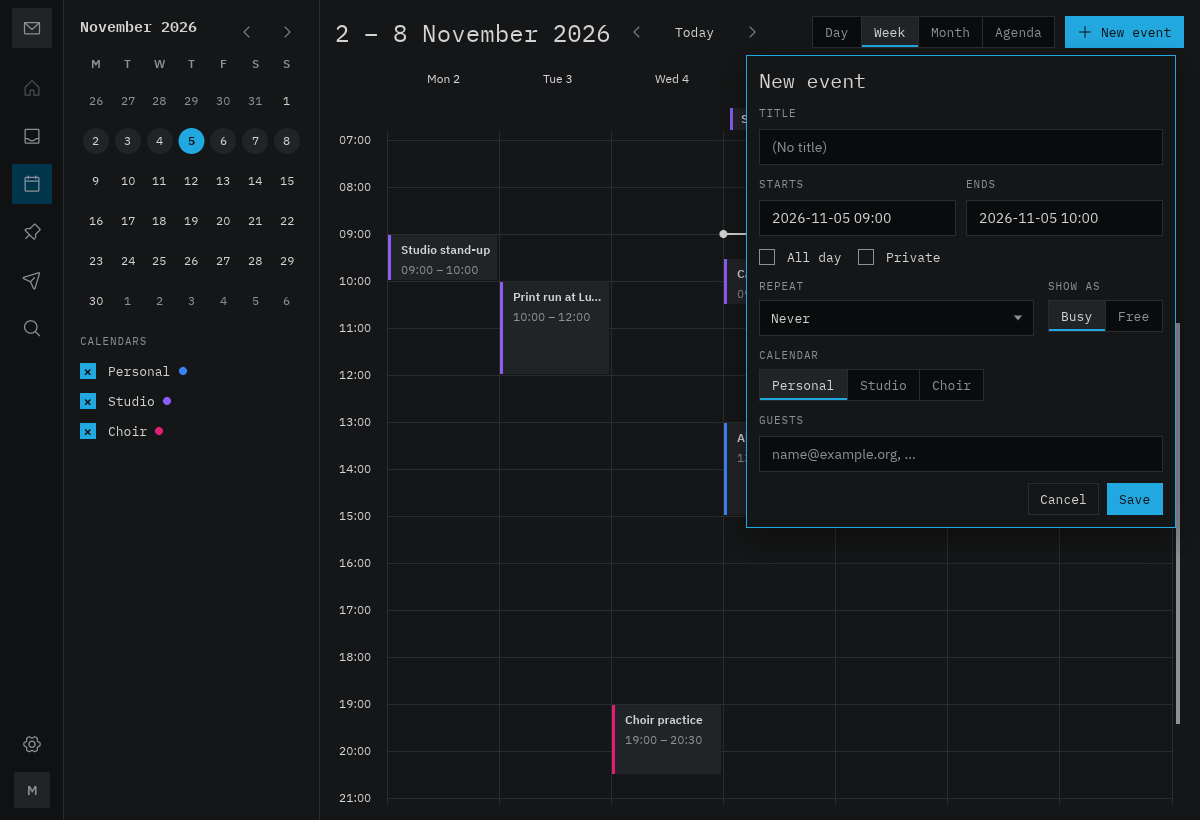 November 2026
M T W T F S S
26 27 28 29 30 31 1
2 3 4 5 6 7 8
9 10 11 12 13 14 15
16 17 18 19 20 21 22
23 24 25 26 27 28 29
30 1 2 3 4 5 6
CALENDARS
Personal
Studio
Choir
M
2 – 8 November 2026
Today
Day Week Month Agenda
New event
Mon 2 Tue 3 Wed 4
07:00
08:00
09:00
10:00
11:00
12:00
13:00
14:00
15:00
16:00
17:00
18:00
19:00
20:00
21:00
Studio stand-up
09:00 – 10:00
Print run at Lu...
10:00 – 12:00
Choir practice
19:00 – 20:30
New event
TITLE
(No title)
STARTS ENDS
2026-11-05 09:00 2026-11-05 10:00
All day Private
REPEAT SHOW AS
Never Busy Free
CALENDAR
Personal Studio Choir
GUESTS
name@example.org, ...
Cancel Save